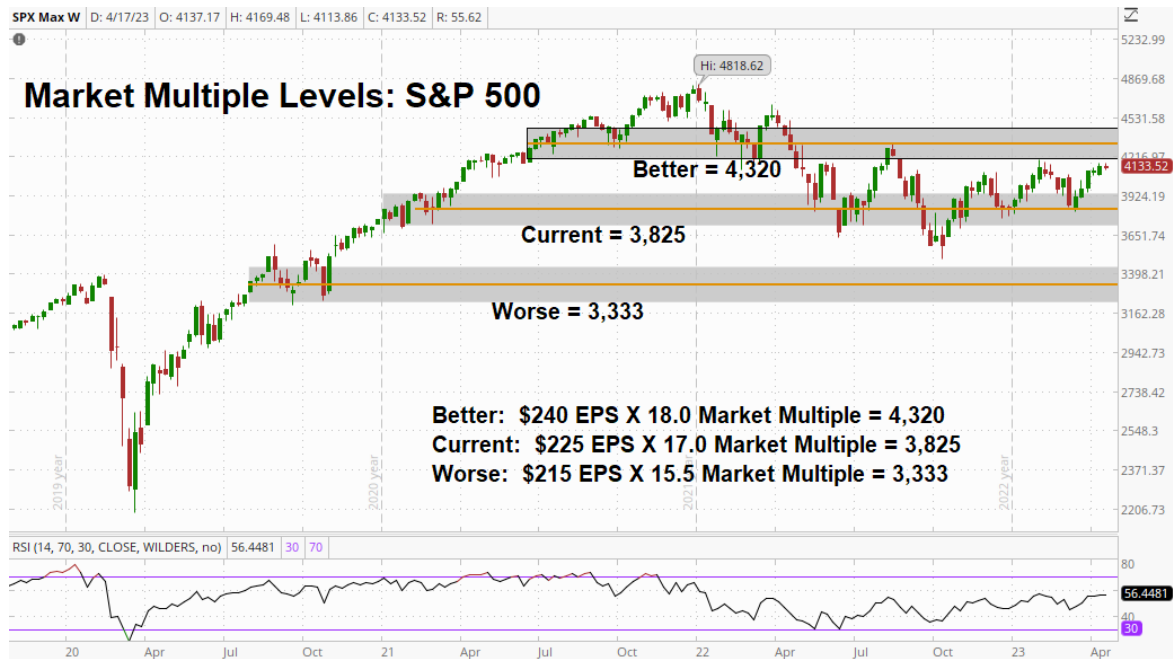 SPX Max W D: 4/17/23 O: 4137.17 H: 4169.48 L: 4113.86 C: 4133.52 R: 55.62
5232.99
Hi: 4818.62
4869.68
Market Multiple Levels: S&P 500
4531.58
4216.97
Better = 4,320
4133.52
3924.19
Current = 3,825
3651.74
3398.21
Worse = 3,333
3162.28
2942.73
2738.42
Better: $240 EPS X 18.0 Market Multiple = 4,320
2548.3
Current: $225 EPS X 17.0 Market Multiple = 3,825
2371.37
Worse: $215 EPS X 15.5 Market Multiple = 3,333
2019 year
2020 year
2021 year
2022 year
2206.73
RSI (14, 70, 30, CLOSE, WILDERS, no) 56.4481 30 70
80
56.4481
40
30
20 Apr Jul Oct 21 Apr Jul Oct 22 Apr Jul Oct 23 Apr